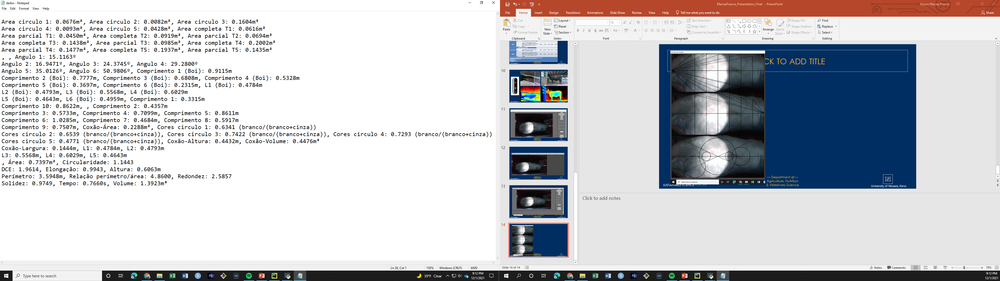 dados - Notepad
File Edit Format View Help
Area circulo 1: 0.0676m², Area circulo 2: 0.0082m², Area circulo 3: 0.1604m²
Area circulo 4: 0.0093m², Area circulo 5: 0.0428m², Area completa T1: 0.0616m²
Area parcial T1: 0.0450m², Area completa T2: 0.0919m², Area parcial T2: 0.0694m²
Area completa T3: 0.1438m², Area parcial T3: 0.0985m², Area completa T4: 0.2002m²
Area parcial T4: 0.1477m², Area completa T5: 0.1937m², Area parcial T5: 0.1435m²
, , Angulo 1: 15.1163º
Angulo 2: 16.9471º, Angulo 3: 24.3745º, Angulo 4: 29.2800º
Angulo 5: 35.0126º, Angulo 6: 50.9806º, Comprimento 1 (Boi): 0.9115m
Comprimento 2 (Boi): 0.7777m, Comprimento 3 (Boi): 0.6808m, Comprimento 4 (Boi): 0.5328m
Comprimento 5 (Boi): 0.3697m, Comprimento 6 (Boi): 0.2315m, L1 (Boi): 0.4784m
L2 (Boi): 0.4793m, L3 (Boi): 0.5568m, L4 (Boi): 0.6029m
L5 (Boi): 0.4643m, L6 (Boi): 0.4959m, Comprimento 1: 0.3315m
Comprimento 10: 0.8622m, , Comprimento 2: 0.4357m
Comprimento 3: 0.5733m, Comprimento 4: 0.7099m, Comprimento 5: 0.8611m
Comprimento 6: 1.0285m, Comprimento 7: 0.4684m, Comprimento 8: 0.5917m
Comprimento 9: 0.7507m, Coxão-Área: 0.2288m², Cores circulo 1: 0.6341 (branco/(branco+cinza))
Cores circulo 2: 0.6539 (branco/(branco+cinza)), Cores circulo 3: 0.7422 (branco/(branco+cinza)), Cores circulo 4: 0.7293 (branco/(branco+cinza))
Cores circulo 5: 0.4771 (branco/(branco+cinza)), Coxão-Altura: 0.4432m, Coxão-Volume: 0.4476m³
Coxão-Largura: 0.1444m, L1: 0.4784m, L2: 0.4793m
L3: 0.5568m, L4: 0.6029m, L5: 0.4643m
, Área: 0.7397m², Circularidade: 1.1443
DCE: 1.9614, Elongação: 0.9943, Altura: 0.6063m
Perímetro: 3.5948m, Relação perímetro/área: 4.8600, Redondez: 2.5857
Solidez: 0.9749, Tempo: 0.7660s, Volume: 1.3923m³
Ln 26, Col 1 150% Windows (CRLF) ANSI
Type here to search
39°F Clear
9:12 PM
12/1/2021
MaciasFranco_Presentation_Final - PowerPoint
Arturo Macias Franco
File Home Insert Design Transitions Animations Slide Show Review View Help Tell me what you want to do Share
Paste
Cut
Copy
Format Painter
Clipboard
New Slide
Layout
Reset
Section
Slides
18
B I U S abc AV Aa A
Font
Text Direction
Align Text
Convert to SmartArt
Paragraph
Arrange
Quick Styles
Shape Fill
Shape Outline
Shape Effects
Drawing
Find
Replace
Select
Editing
10
11
12
13
14
Amostra de imagem
CK TO ADD TITLE
Type here to search
SUSTAINABLE SCIENCE FOR LIFE
— Department of —
Agriculture, Nutrition
& Veterinary Science
N
University of Nevada, Reno
Click to add notes
Slide 14 of 14
Notes Comments 78%
9:12 PM
12/1/2021